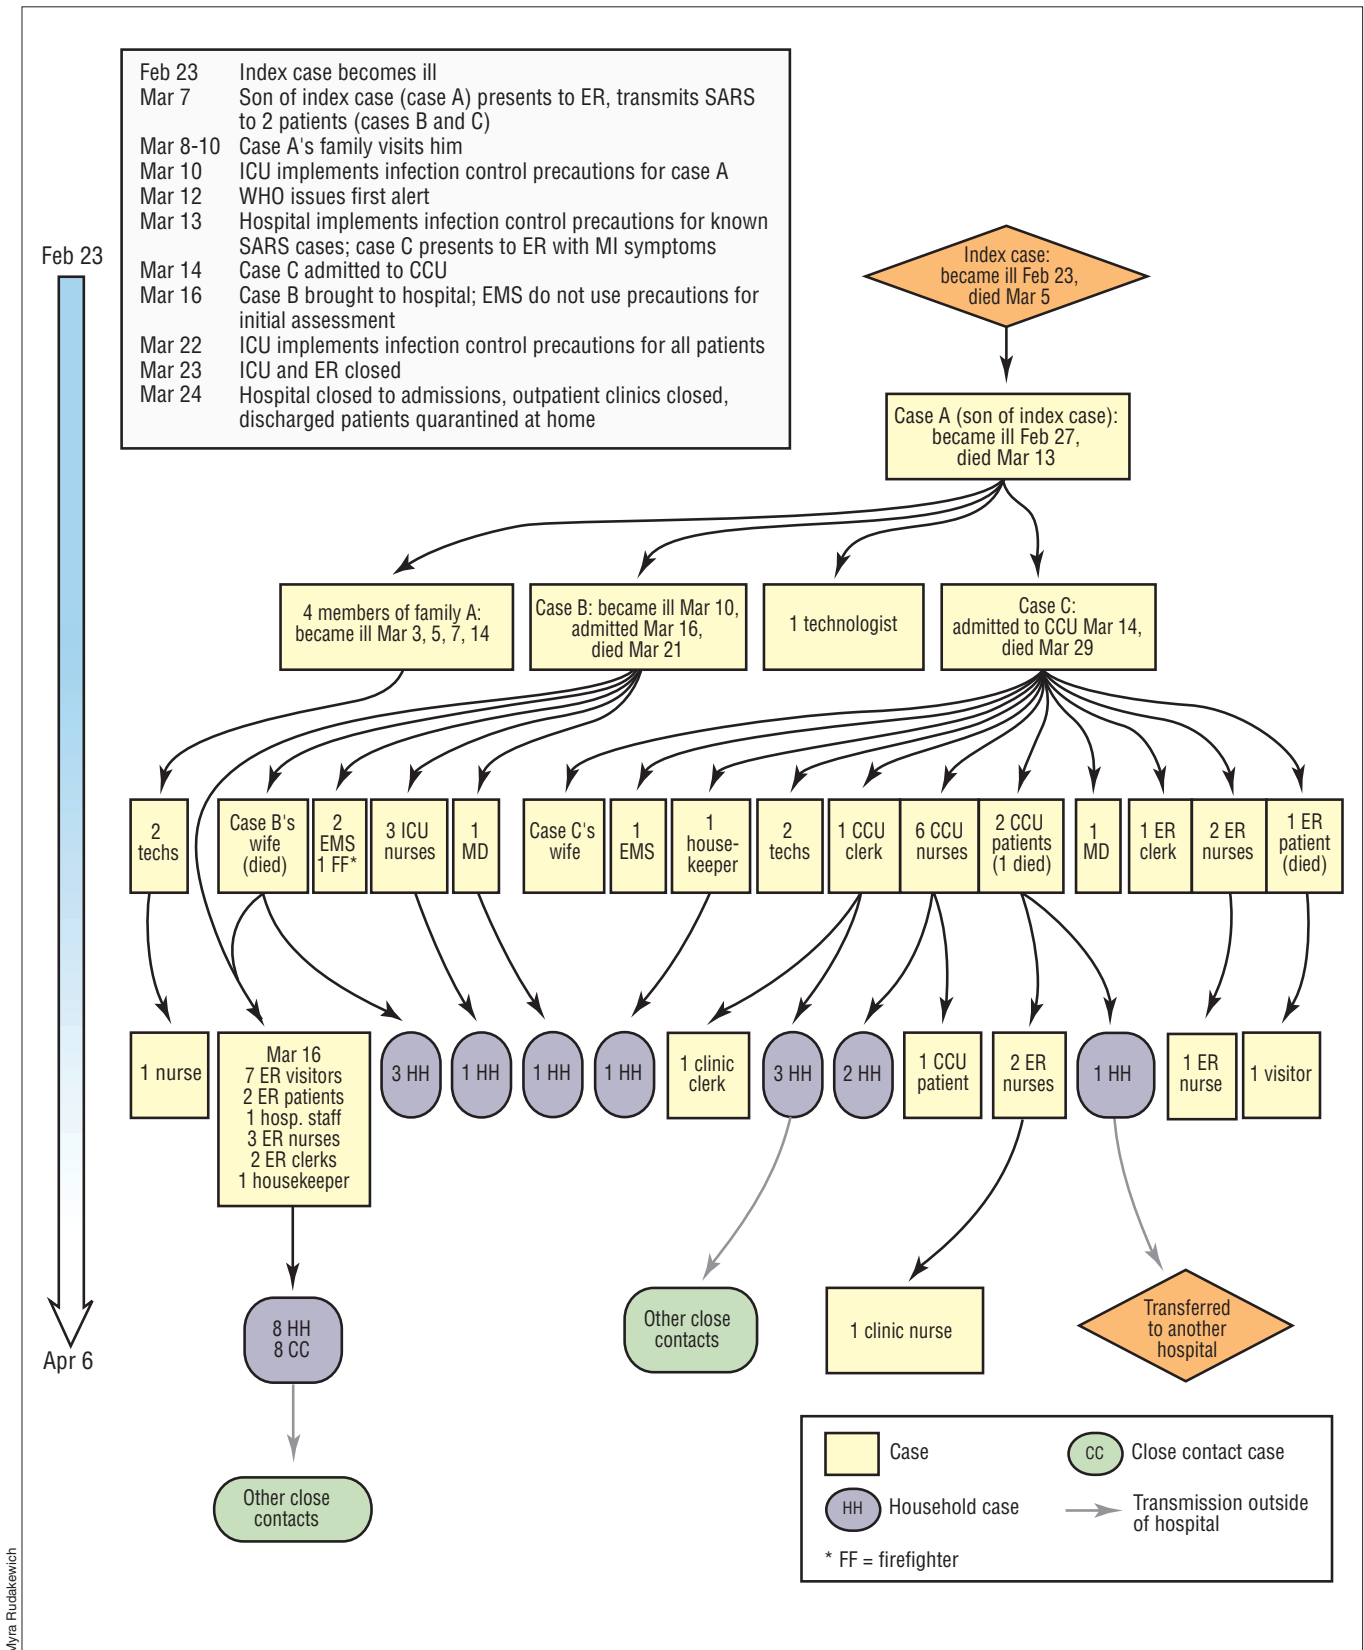 Feb 23 Index case becomes ill
Mar 7 Son of index case (case A) presents to ER, transmits SARS
to 2 patients (cases B and C)
Mar 8-10 Case A's family visits him
Mar 10 ICU implements infection control precautions for case A
Mar 12 WHO issues first alert
Mar 13 Hospital implements infection control precautions for known
SARS cases; case C presents to ER with MI symptoms
Mar 14 Case C admitted to CCU
Mar 16 Case B brought to hospital; EMS do not use precautions for
initial assessment
Mar 22 ICU implements infection control precautions for all patients
Mar 23 ICU and ER closed
Mar 24 Hospital closed to admissions, outpatient clinics closed,
discharged patients quarantined at home
Feb 23
Apr 6
Index case:
became ill Feb 23,
died Mar 5
Case A (son of index case):
became ill Feb 27,
died Mar 13
4 members of family A:
became ill Mar 3, 5, 7, 14
Case B: became ill Mar 10,
admitted Mar 16,
died Mar 21
1 technologist
Case C:
admitted to CCU Mar 14,
died Mar 29
2
techs
Case B's
wife
(died)
2
EMS
1 FF*
3 ICU
nurses
1
MD
Case C's
wife
1
EMS
1
house-
keeper
2
techs
1 CCU
clerk
6 CCU
nurses
2 CCU
patients
(1 died)
1
MD
1 ER
clerk
2 ER
nurses
1 ER
patient
(died)
1 nurse
Mar 16
7 ER visitors
2 ER patients
1 hosp. staff
3 ER nurses
2 ER clerks
1 housekeeper
3 HH
1 HH
1 HH
1 HH
1 clinic
clerk
3 HH
2 HH
1 CCU
patient
2 ER
nurses
1 HH
1 ER
nurse
1 visitor
8 HH
8 CC
Other close
contacts
1 clinic nurse
Transferred
to another
hospital
Other close
contacts
Case
CC Close contact case
HH Household case
Transmission outside
of hospital
* FF = firefighter
Myra Rudakewich